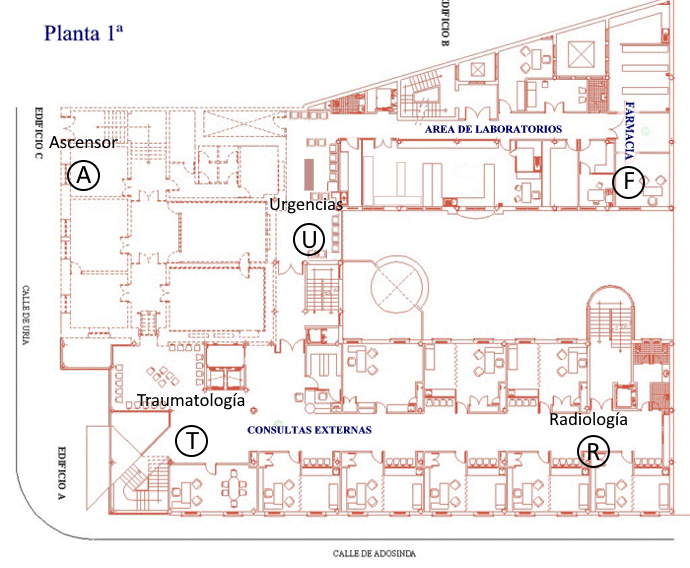 Planta 1ª
EDIFICIO B
EDIFICIO C
Ascensor
A
AREA DE LABORATORIOS
FARMACIA
F
Urgencias
U
CALLE DE URIA
Traumatología
T
CONSULTAS EXTERNAS
Radiología
R
EDIFICIO A
CALLE DE ADOSINDA